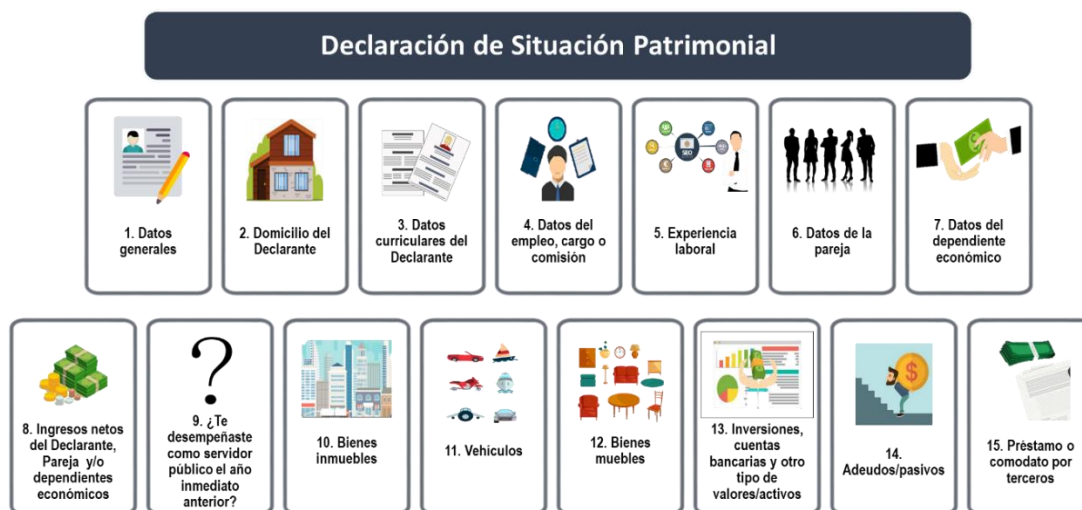 Declaración de Situación Patrimonial
1. Datos
generales
2. Domicilio del
Declarante
3. Datos
curriculares del
Declarante
4. Datos del
empleo, cargo o
comisión
SEO
5. Experiencia
laboral
6. Datos de la
pareja
7. Datos del
dependiente
económico
8. Ingresos netos
del Declarante,
Pareja y/o
dependientes
económicos
?
9. ¿Te
desempeñaste
como servidor
público el año
inmediato
anterior?
10. Bienes
inmuebles
11. Vehículos
12. Bienes
muebles
13. Inversiones,
cuentas
bancarias y otro
tipo de
valores/activos
$
14.
Adeudos/pasivos
15. Préstamo o
comodato por
terceros